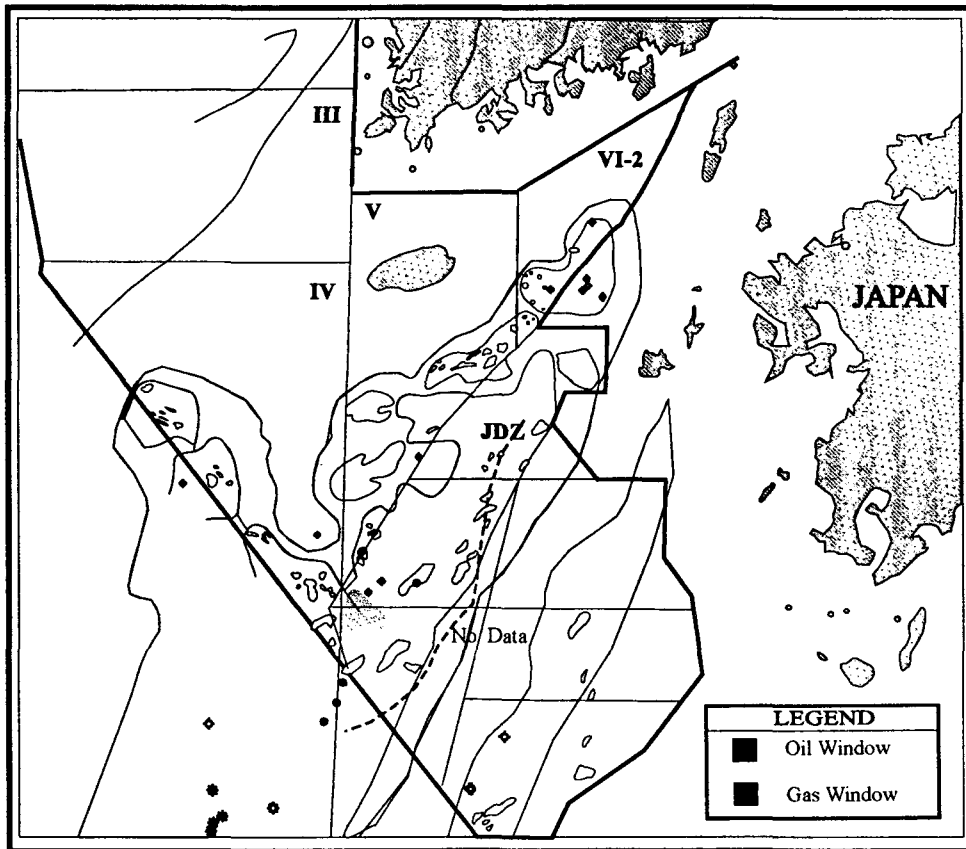 III
VI-2
V
IV
JAPAN
JDZ
No Data
LEGEND
Oil Window
Gas Window